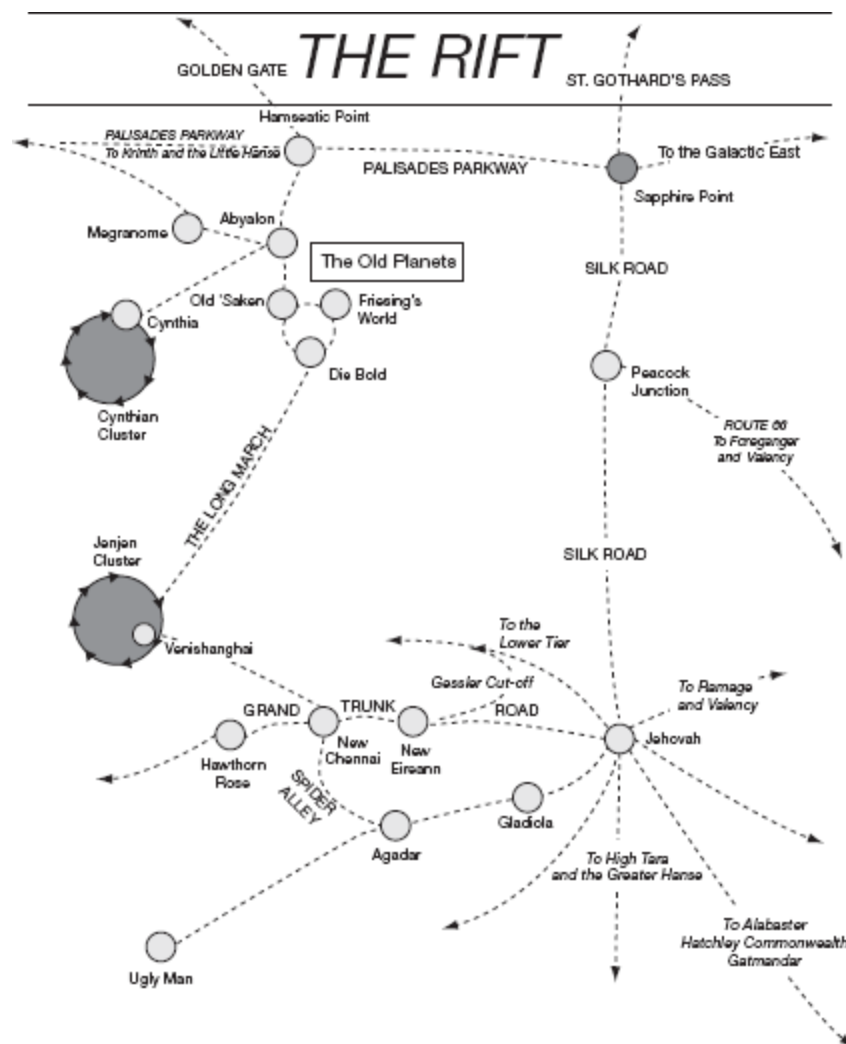 THE RIFT
GOLDEN GATE
ST. GOTHARD'S PASS
Hanseatic Point
PALISADES PARKWAY
To Krinth and the Little Hanse
PALISADES PARKWAY
To the Galactic East
Sapphire Point
Megranome
Abyalon
The Old Planets
SILK ROAD
Old 'Saken
Friesing's
World
Cynthia
Die Bold
Peacock
Junction
Cynthian
Cluster
ROUTE 66
To Foreganger
and Valency
THE LONG MARCH
Jenjen
Cluster
SILK ROAD
Venishanghai
To the
Lower Tier
Gessler Cut-off
To Ramage
and Valency
GRAND
TRUNK
ROAD
Hawthorn
Rose
New
Chennai
New
Eireann
Jehovah
SPIDER
ALLEY
Gladiola
Agadar
To High Tara
and the Greater Hanse
To Alabaster
Hatchley Commonwealth
Gatmandar
Ugly Man